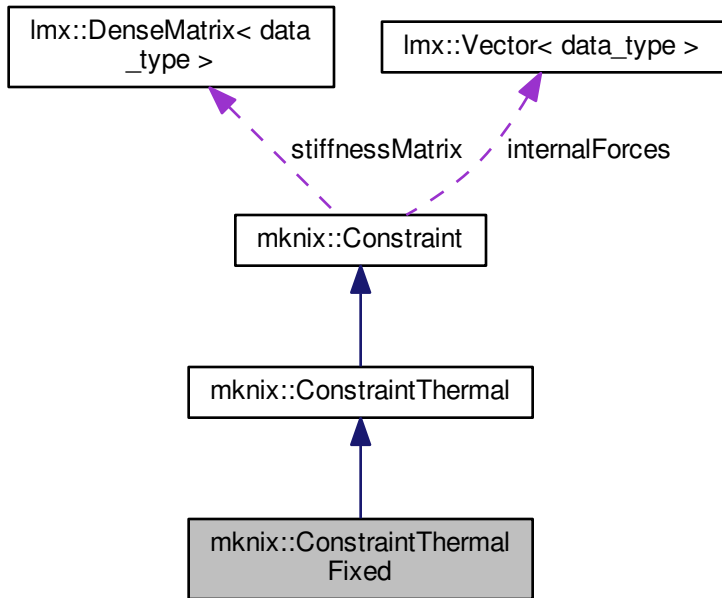 lmx::DenseMatrix< data
_type >
lmx::Vector< data_type >
stiffnessMatrix
internalForces
mknix::Constraint
mknix::ConstraintThermal
mknix::ConstraintThermal
Fixed